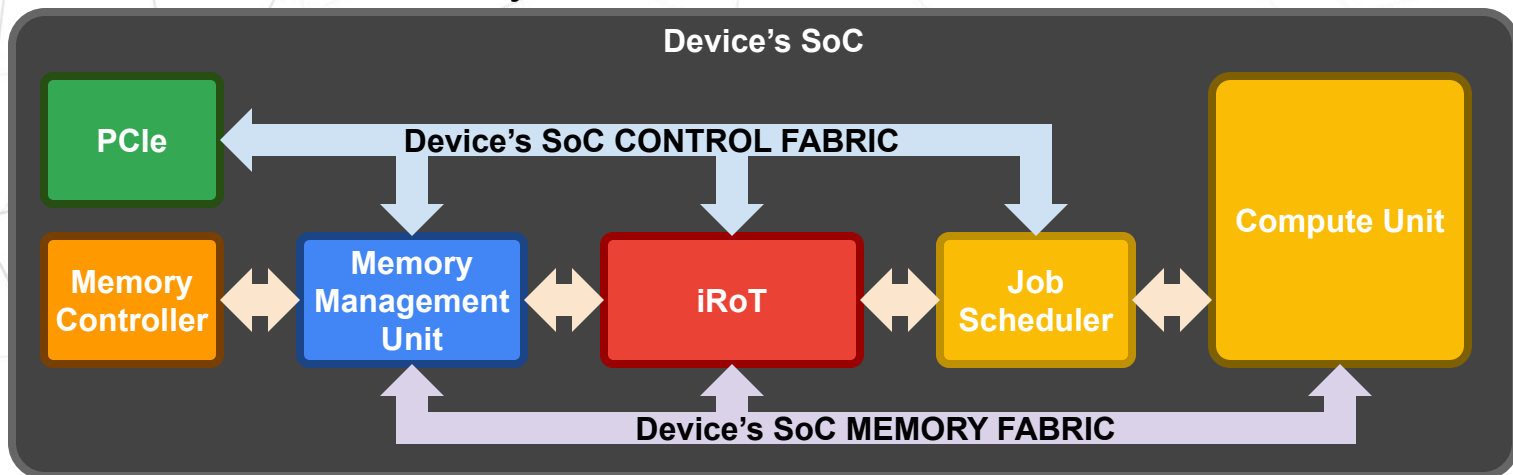 Device's SoC
PCIe
Device's SoC CONTROL FABRIC
Compute Unit
Memory
Controller
Memory
Management
Unit
iRoT
Job
Scheduler
Device's SoC MEMORY FABRIC